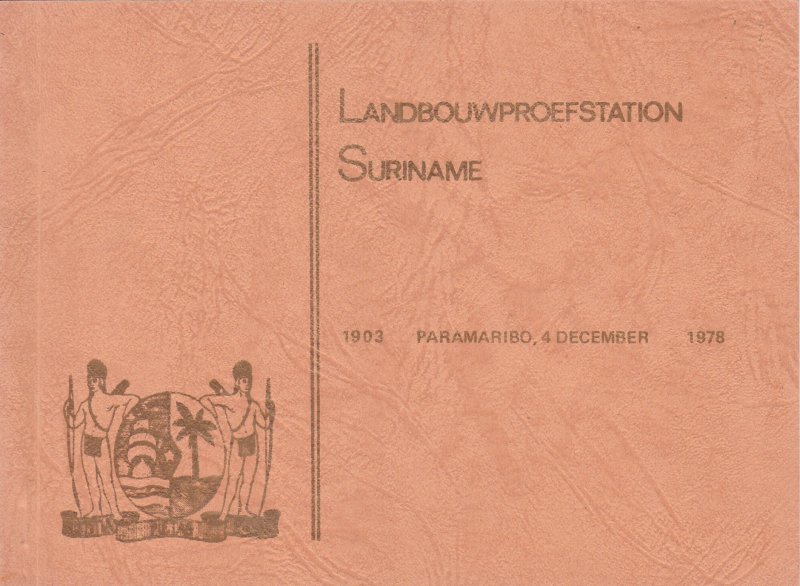 LANDBOUWPROEFSTATION
SURINAME
1903 PARAMARIBO, 4 DECEMBER 1978